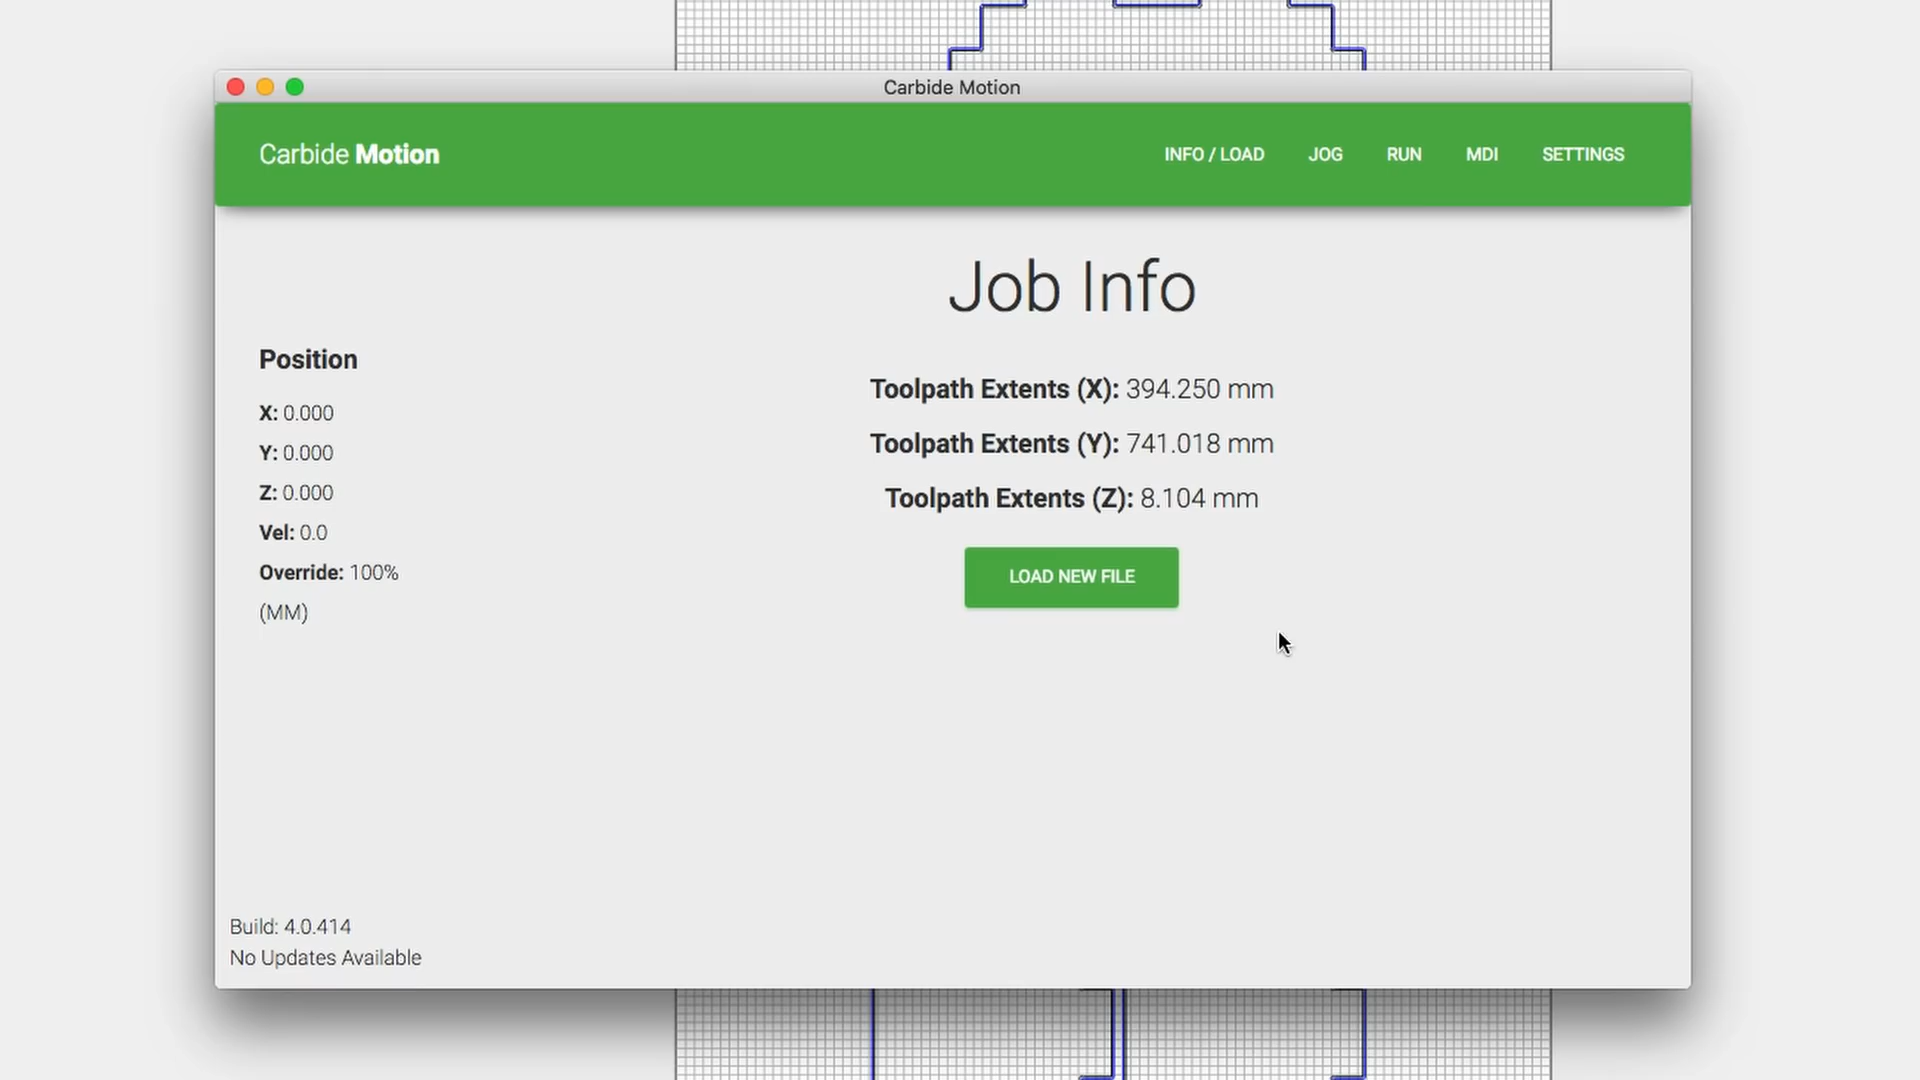 Carbide Motion
Carbide Motion
INFO / LOAD
JOG
RUN
MDI
SETTINGS
Job Info
Position
X: 0.000
Y: 0.000
Z: 0.000
Vel: 0.0
Override: 100%
(MM)
Toolpath Extents (X): 394.250 mm
Toolpath Extents (Y): 741.018 mm
Toolpath Extents (Z): 8.104 mm
LOAD NEW FILE
Build: 4.0.414
No Updates Available